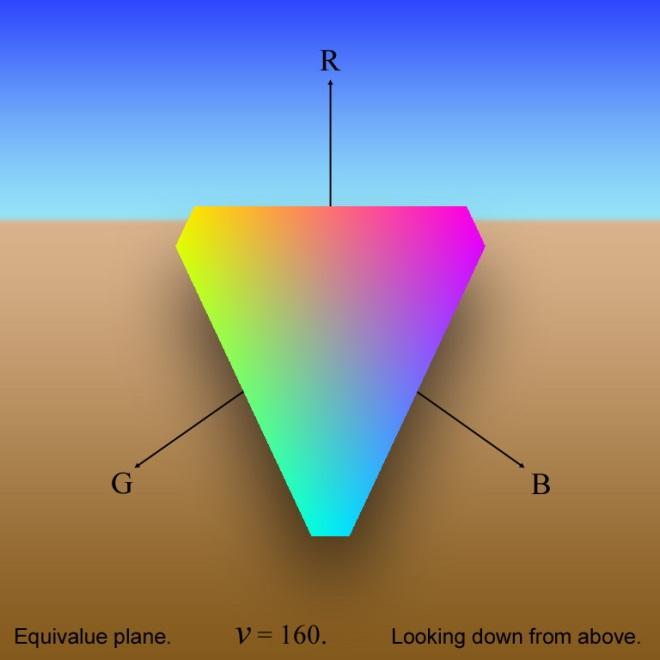 R
G
B
Equivalue plane. v = 160. Looking down from above.